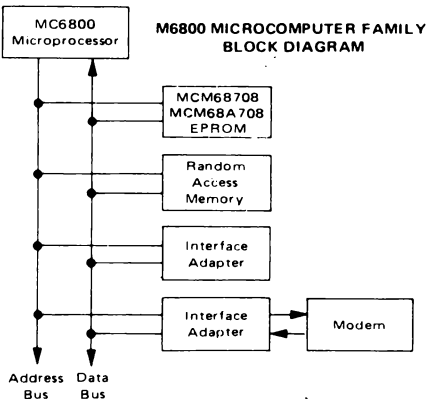 MC6800
Microprocessor
M6800 MICROCOMPUTER FAMILY
BLOCK DIAGRAM
MCM68708
MCM68A708
EPROM
Random
Access
Memory
Interface
Adapter
Interface
Adapter
Modem
Address
Bus
Data
Bus